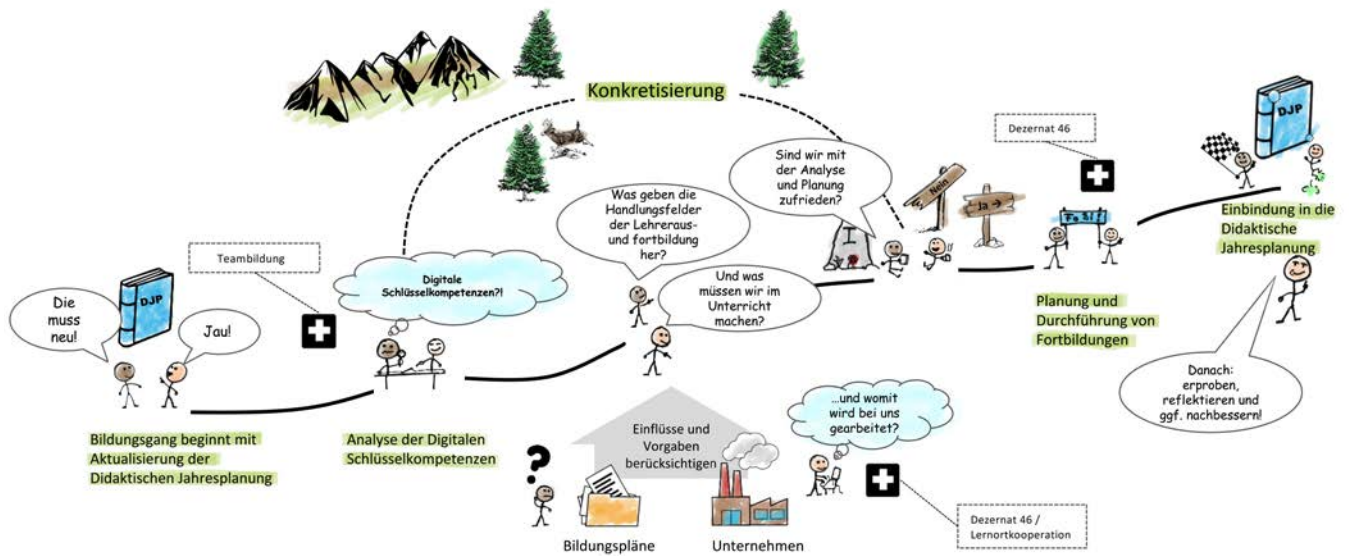 Konkretisierung
Dezernat 46
DJP
Sind wir mit
der Analyse
und Planung
zufrieden?
Nein
Ja →
Was geben die
Handlungsfelder
der Lehreraus-
und fortbildung
her?
Einbindung in die
Didaktische
Jahresplanung
Teambildung
Digitale
Schlüsselkompetenzen?!
DJP
Die
muss
neu!
Jau!
Und was
müssen wir im
Unterricht
machen?
I
FoBi!
Planung und
Durchführung von
Fortbildungen
Danach:
erproben,
reflektieren und
ggf. nachbessern!
Bildungsgang beginnt mit
Aktualisierung der
Didaktischen Jahresplanung
Analyse der Digitalen
Schlüsselkompetenzen
Einflüsse und
Vorgaben
berücksichtigen
...und womit
wird bei uns
gearbeitet?
?
Bildungspläne
Unternehmen
Dezernat 46 /
Lernortkooperation